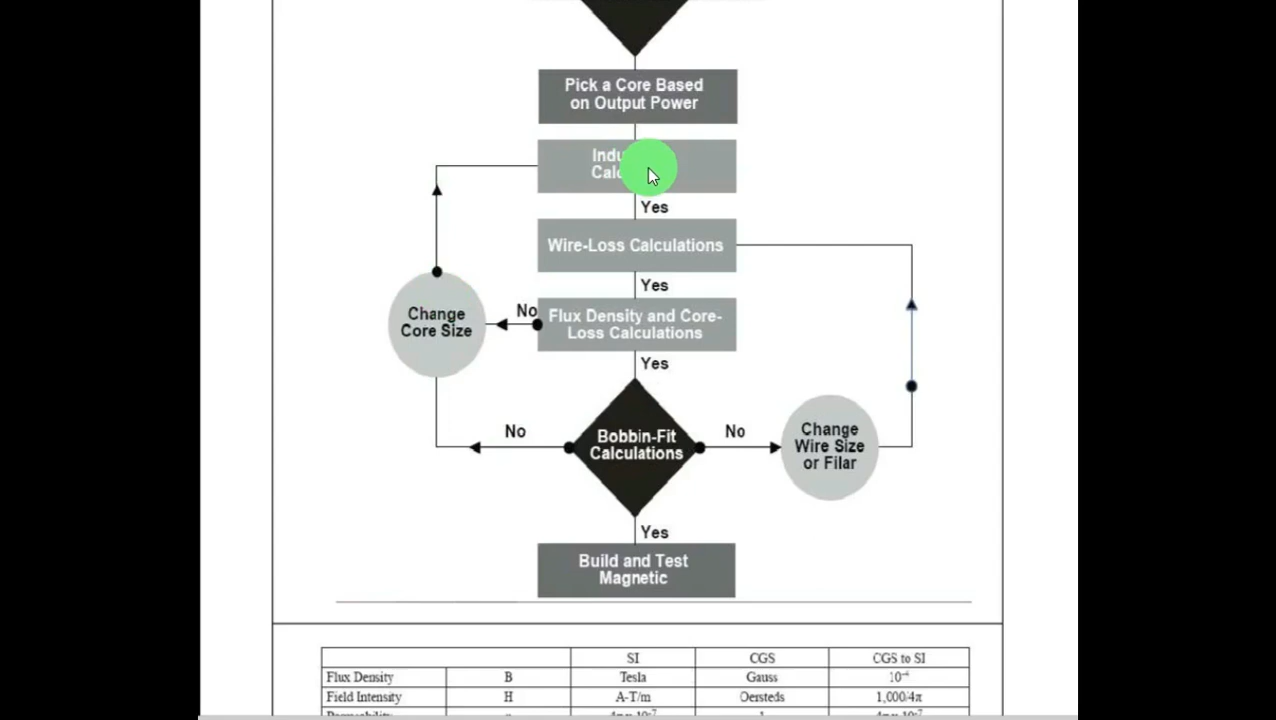 Pick a Core Based
on Output Power
Yes
Wire-Loss Calculations
Yes
No
Flux Density and Core-
Loss Calculations
Change
Core Size
Yes
No
Bobbin-Fit
Calculations
No
Change
Wire Size
or Filar
Yes
Build and Test
Magnetic
SI CGS CGS to SI
Flux Density B Tesla Gauss 10⁻⁴
Field Intensity H A-T/m Oersteds 1,000/4π